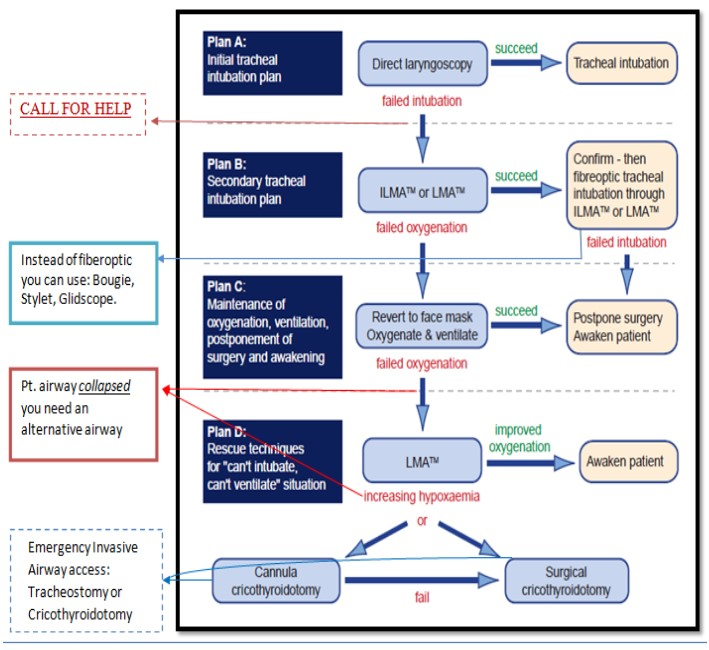 Plan A:
Initial tracheal
intubation plan
Direct laryngoscopy
succeed
Tracheal intubation
failed intubation
CALL FOR HELP
Plan B:
Secondary tracheal
intubation plan
ILMA™ or LMA™
succeed
Confirm - then
fibreoptic tracheal
intubation through
ILMA™ or LMA™
failed oxygenation
failed intubation
Instead of fiberoptic
you can use: Bougie,
Stylet, Glidscope.
Plan C:
Maintenance of
oxygenation, ventilation,
postponement of
surgery and awakening
Revert to face mask
Oxygenate & ventilate
succeed
Postpone surgery
Awaken patient
failed oxygenation
Pt. airway collapsed
you need an
alternative airway
Plan D:
Rescue techniques
for "can't intubate,
can't ventilate" situation
LMA™
improved
oxygenation
Awaken patient
increasing hypoxaemia
or
Emergency Invasive
Airway access:
Tracheostomy or
Cricothyroidotomy
Cannula
cricothyroidotomy
fail
Surgical
cricothyroidotomy